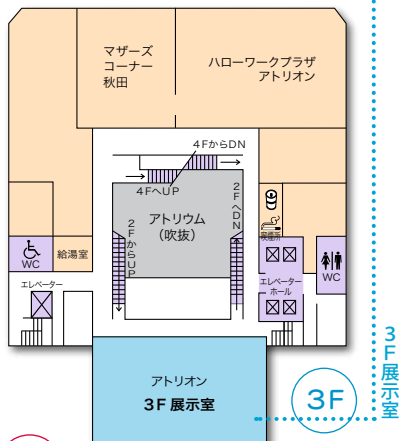 マザーズ
コーナー
秋田
ハローワークプラザ
アトリオン
4FからDN
4FへUP
2FへDN
アトリウム
(吹抜)
2FからUP
喫煙所
WC
給湯室
エレベーター
エレベーター
ホール
WC
アトリオン
3F 展示室
3F
3F展示室